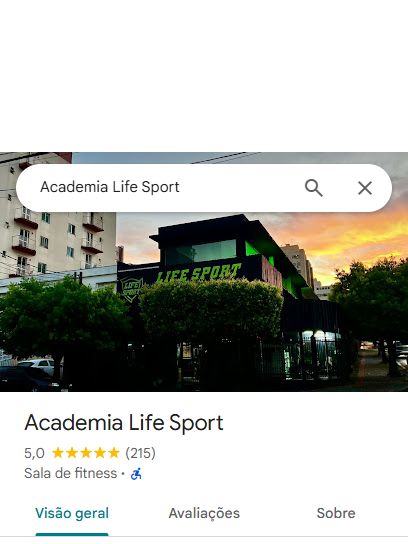 Academia Life Sport
LIFE SPORT
LIFE
SPORT
Academia Life Sport
5,0 (215)
Sala de fitness ·
Visão geral
Avaliações
Sobre